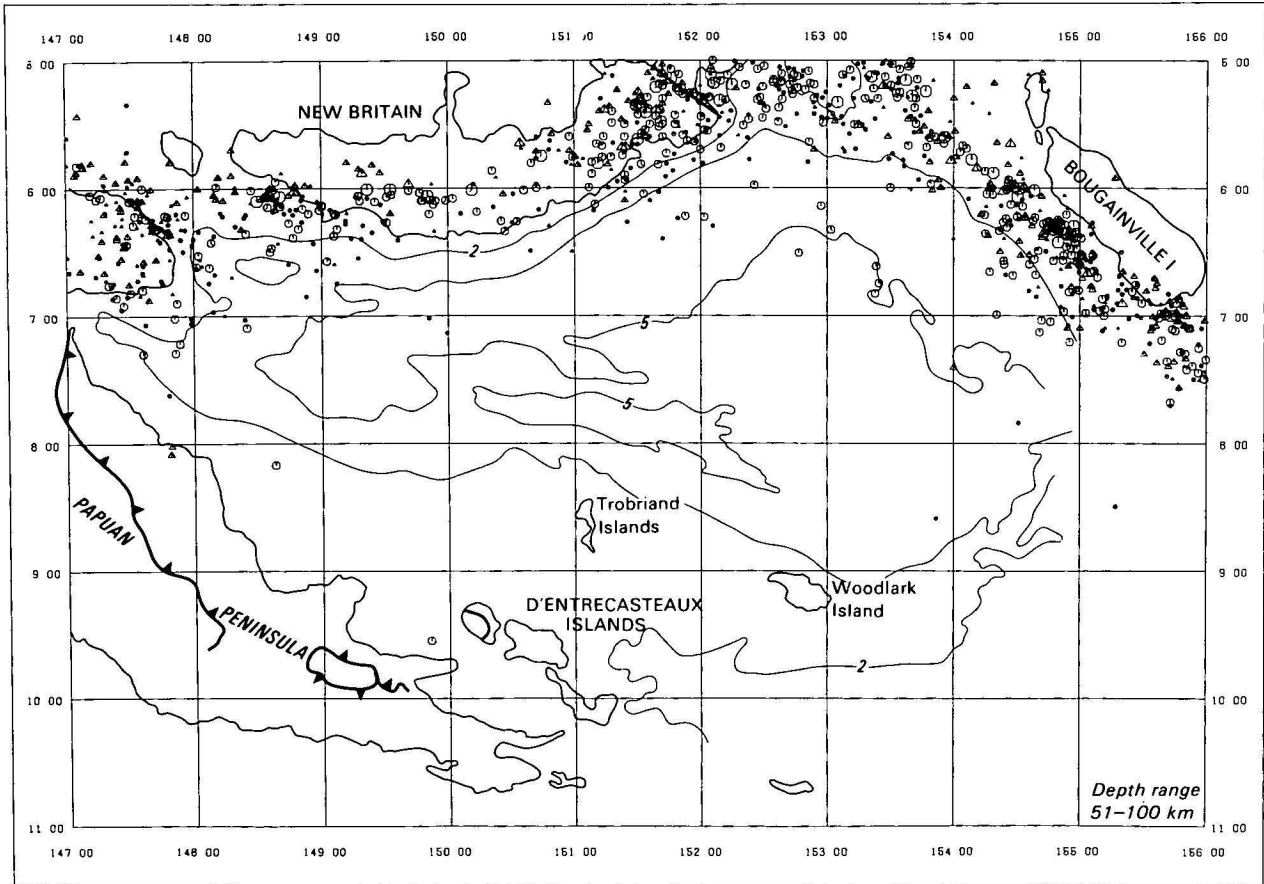 147 00 148 00 149 00 150 00 151 00 152 00 153 00 154 00 155 00 156 00
5 00 5 00
NEW BRITAIN
6 00 6 00
BOUGAINVILLE I
2
7 00 5 7 00
5
8 00 8 00
PAPUAN
Trobriand
Islands
9 00 9 00
Woodlark
Island
D'ENTRECASTEAUX
ISLANDS
PENINSULA
2
10 00 10 00
Depth range
51–100 km
11 00 11 00
147 00 148 00 149 00 150 00 151 00 152 00 153 00 154 00 155 00 156 00